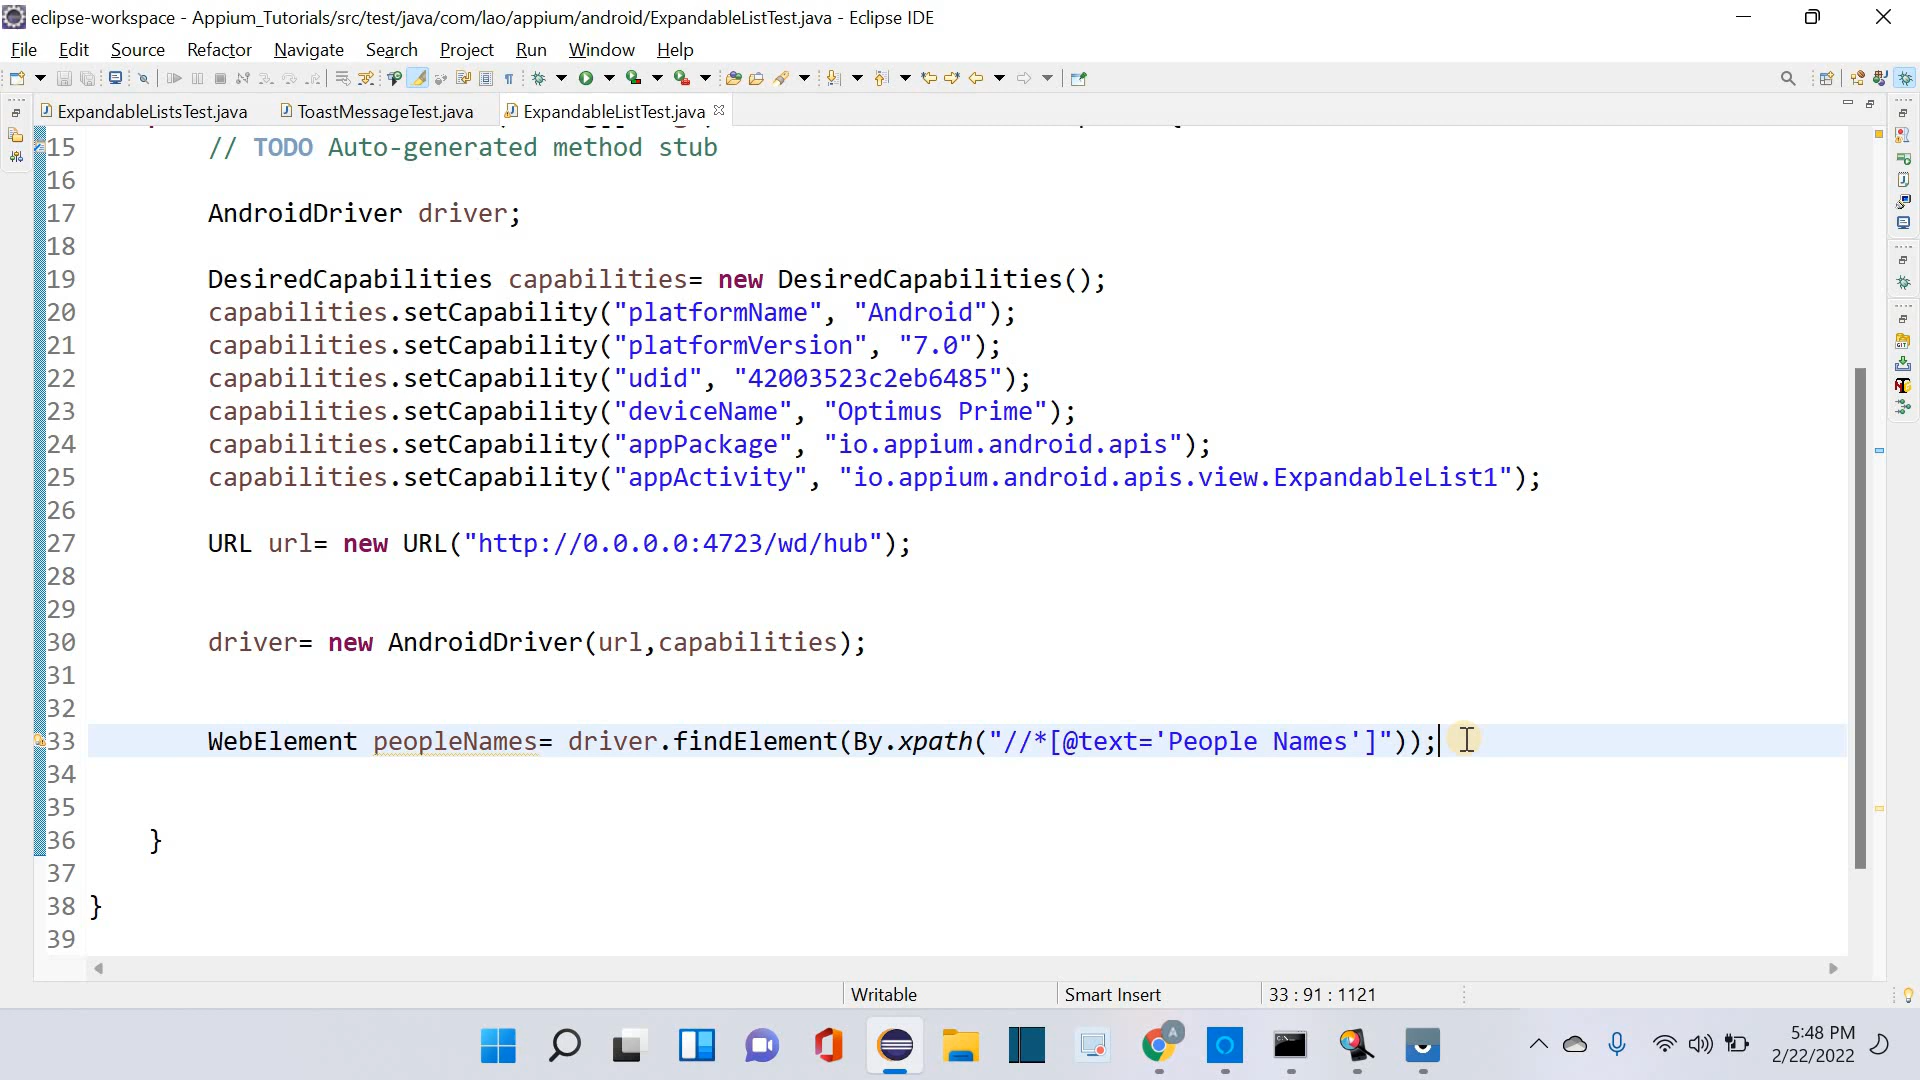 eclipse-workspace - Appium_Tutorials/src/test/java/com/lao/appium/android/ExpandableListTest.java - Eclipse IDE
File Edit Source Refactor Navigate Search Project Run Window Help
ExpandableListsTest.java ToastMessageTest.java ExpandableListTest.java
15 // TODO Auto-generated method stub
16
17 AndroidDriver driver;
18
19 DesiredCapabilities capabilities= new DesiredCapabilities();
20 capabilities.setCapability("platformName", "Android");
21 capabilities.setCapability("platformVersion", "7.0");
22 capabilities.setCapability("udid", "42003523c2eb6485");
23 capabilities.setCapability("deviceName", "Optimus Prime");
24 capabilities.setCapability("appPackage", "io.appium.android.apis");
25 capabilities.setCapability("appActivity", "io.appium.android.apis.view.ExpandableList1");
26
27 URL url= new URL("http://0.0.0.0:4723/wd/hub");
28
29
30 driver= new AndroidDriver(url,capabilities);
31
32
33 WebElement peopleNames= driver.findElement(By.xpath("//*[@text='People Names']"));
34
35
36 }
37
38 }
39
Writable Smart Insert 33 : 91 : 1121
5:48 PM
2/22/2022